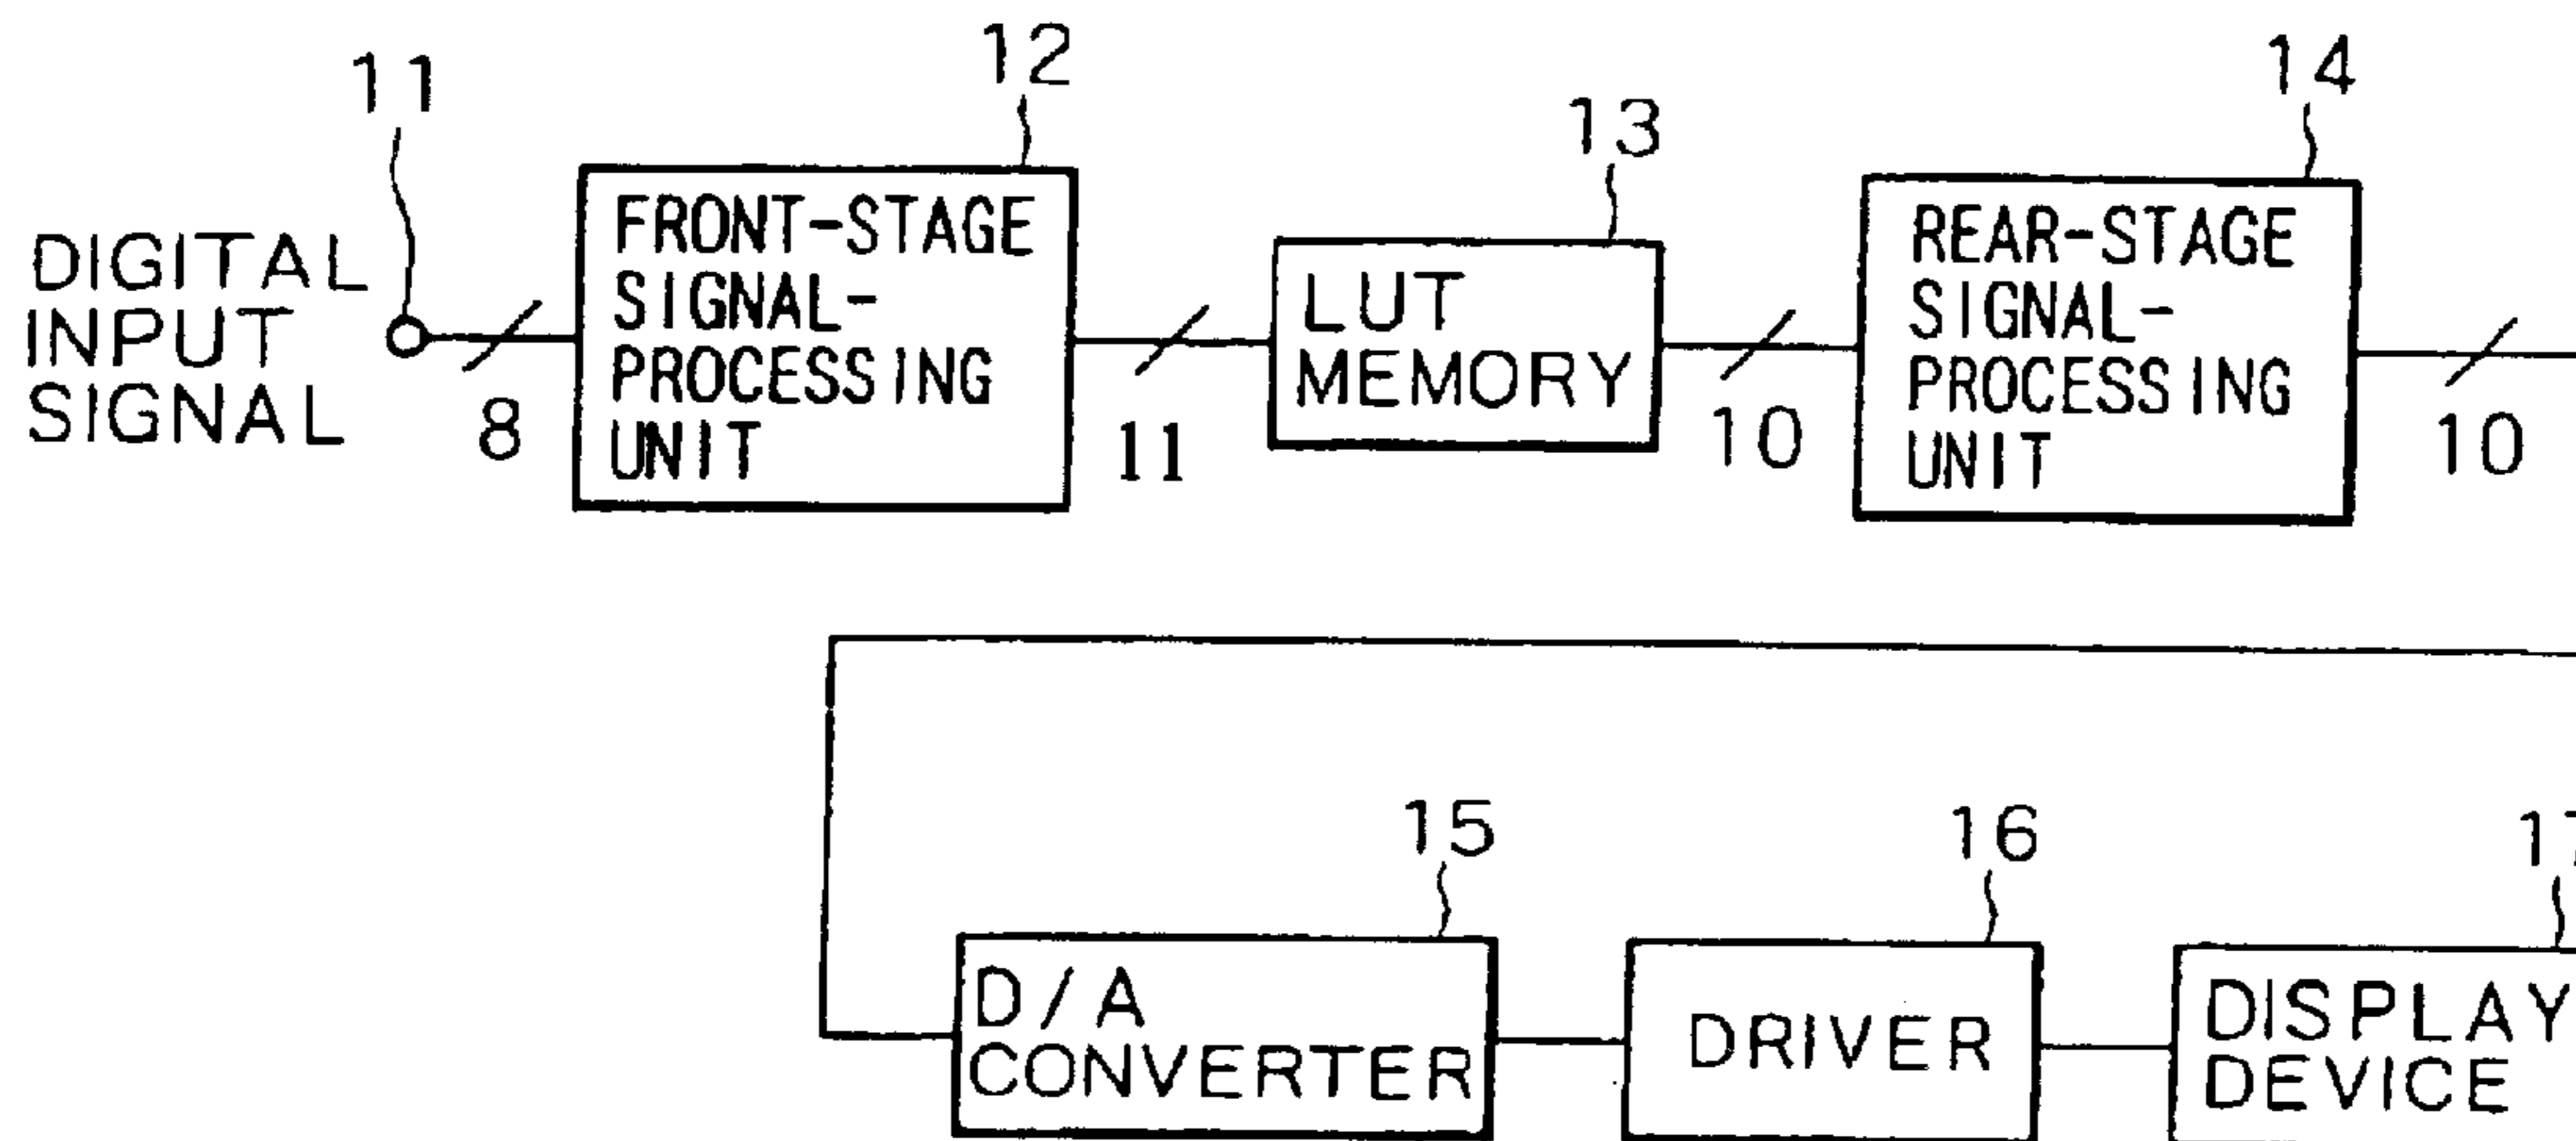 11
12
13
14
DIGITAL
INPUT
SIGNAL
8
FRONT-STAGE
SIGNAL-
PROCESSING
UNIT
11
LUT
MEMORY
10
REAR-STAGE
SIGNAL-
PROCESSING
UNIT
10
15
16
17
D/A
CONVERTER
DRIVER
DISPLAY
DEVICE